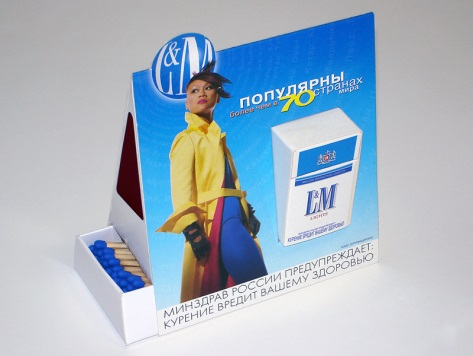 L&M
ПОПУЛЯРНЫ
более чем в 70 странах
мира
L&M
LIGHTS
КУРЕНИЕ ВРЕДИТ ВАШЕМУ ЗДОРОВЬЮ
МИНЗДРАВ РОССИИ ПРЕДУПРЕЖДАЕТ:
КУРЕНИЕ ВРЕДИТ ВАШЕМУ ЗДОРОВЬЮ